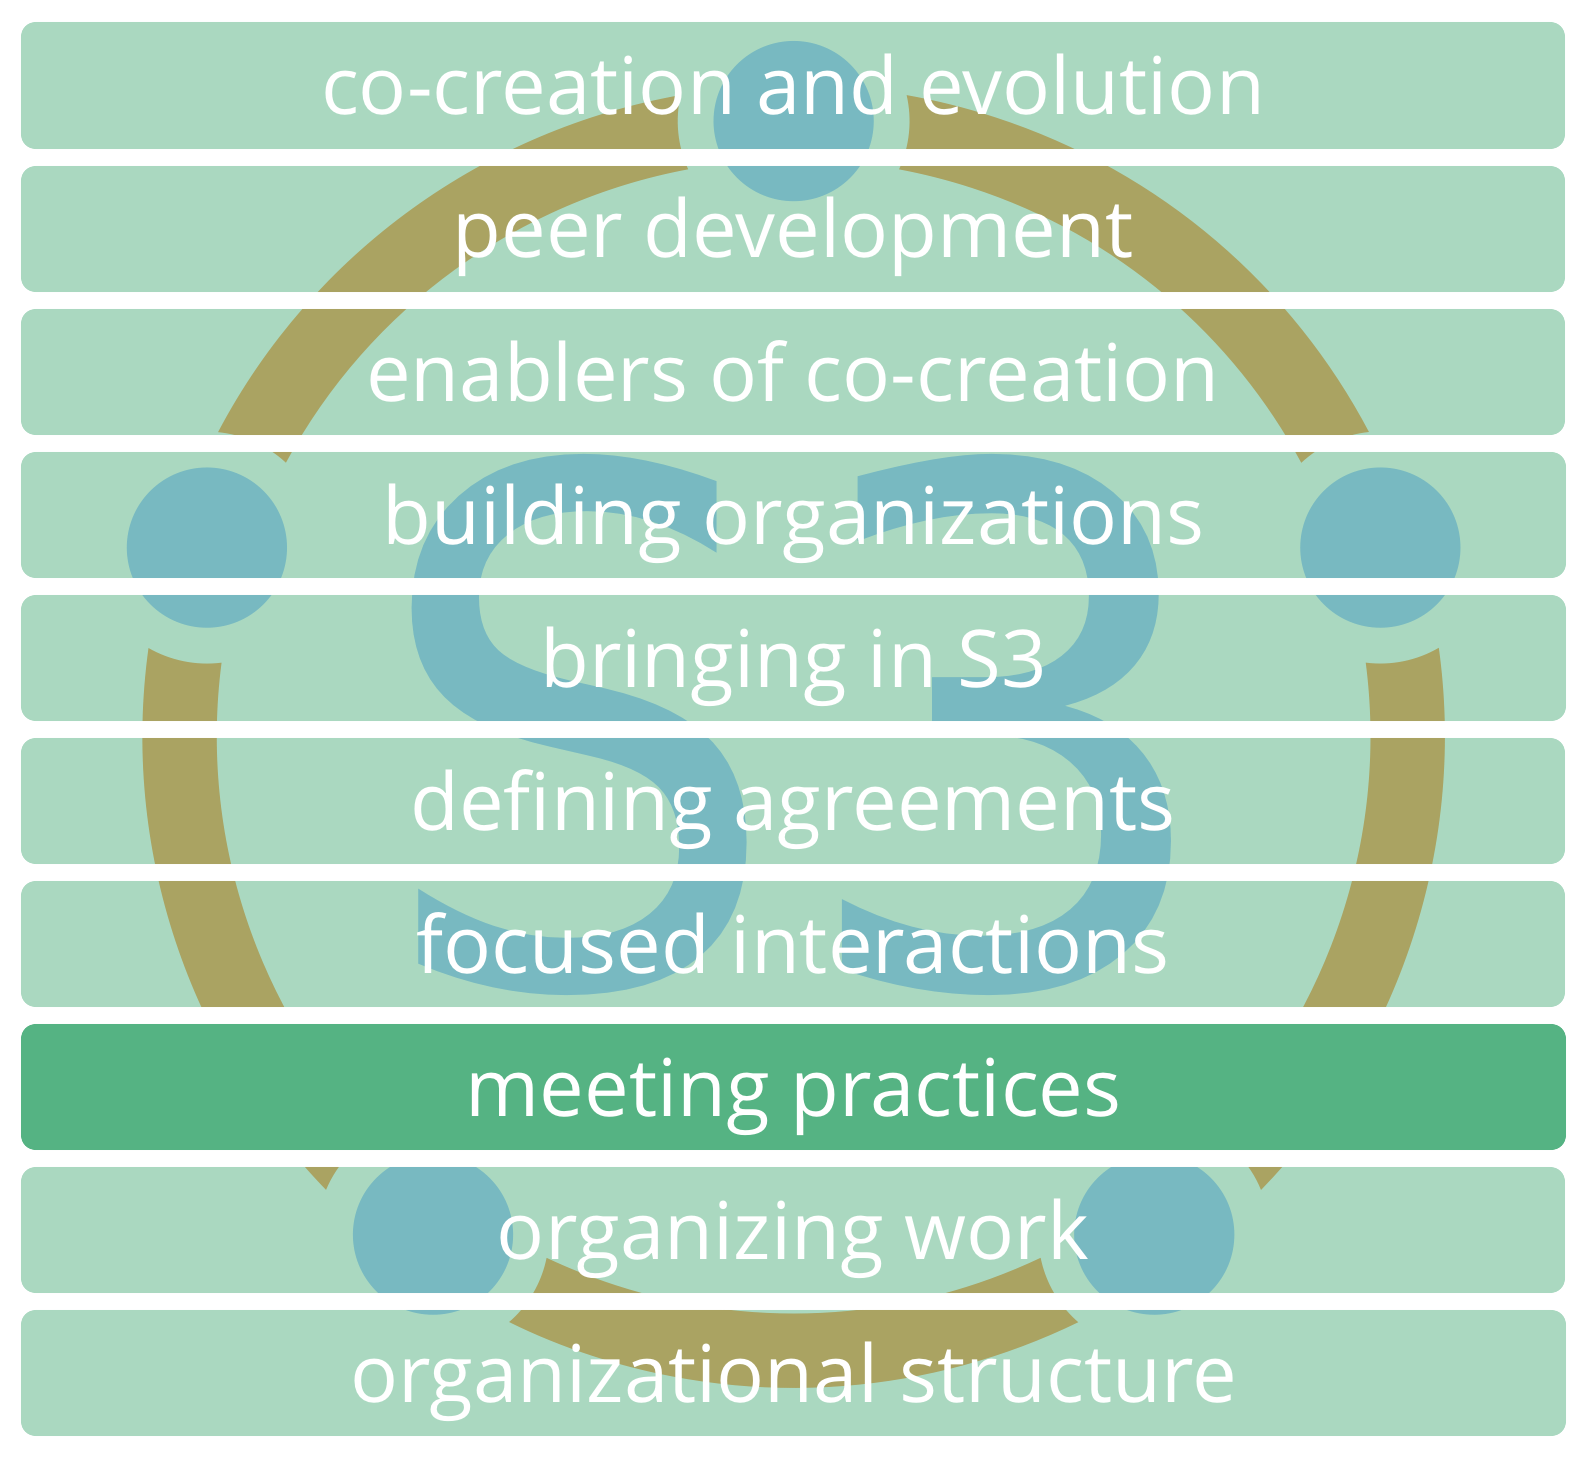 co-creation and evolution
peer development
enablers of co-creation
building organizations
bringing in S3
defining agreements
focused interactions
meeting practices
organizing work
organizational structure
S3